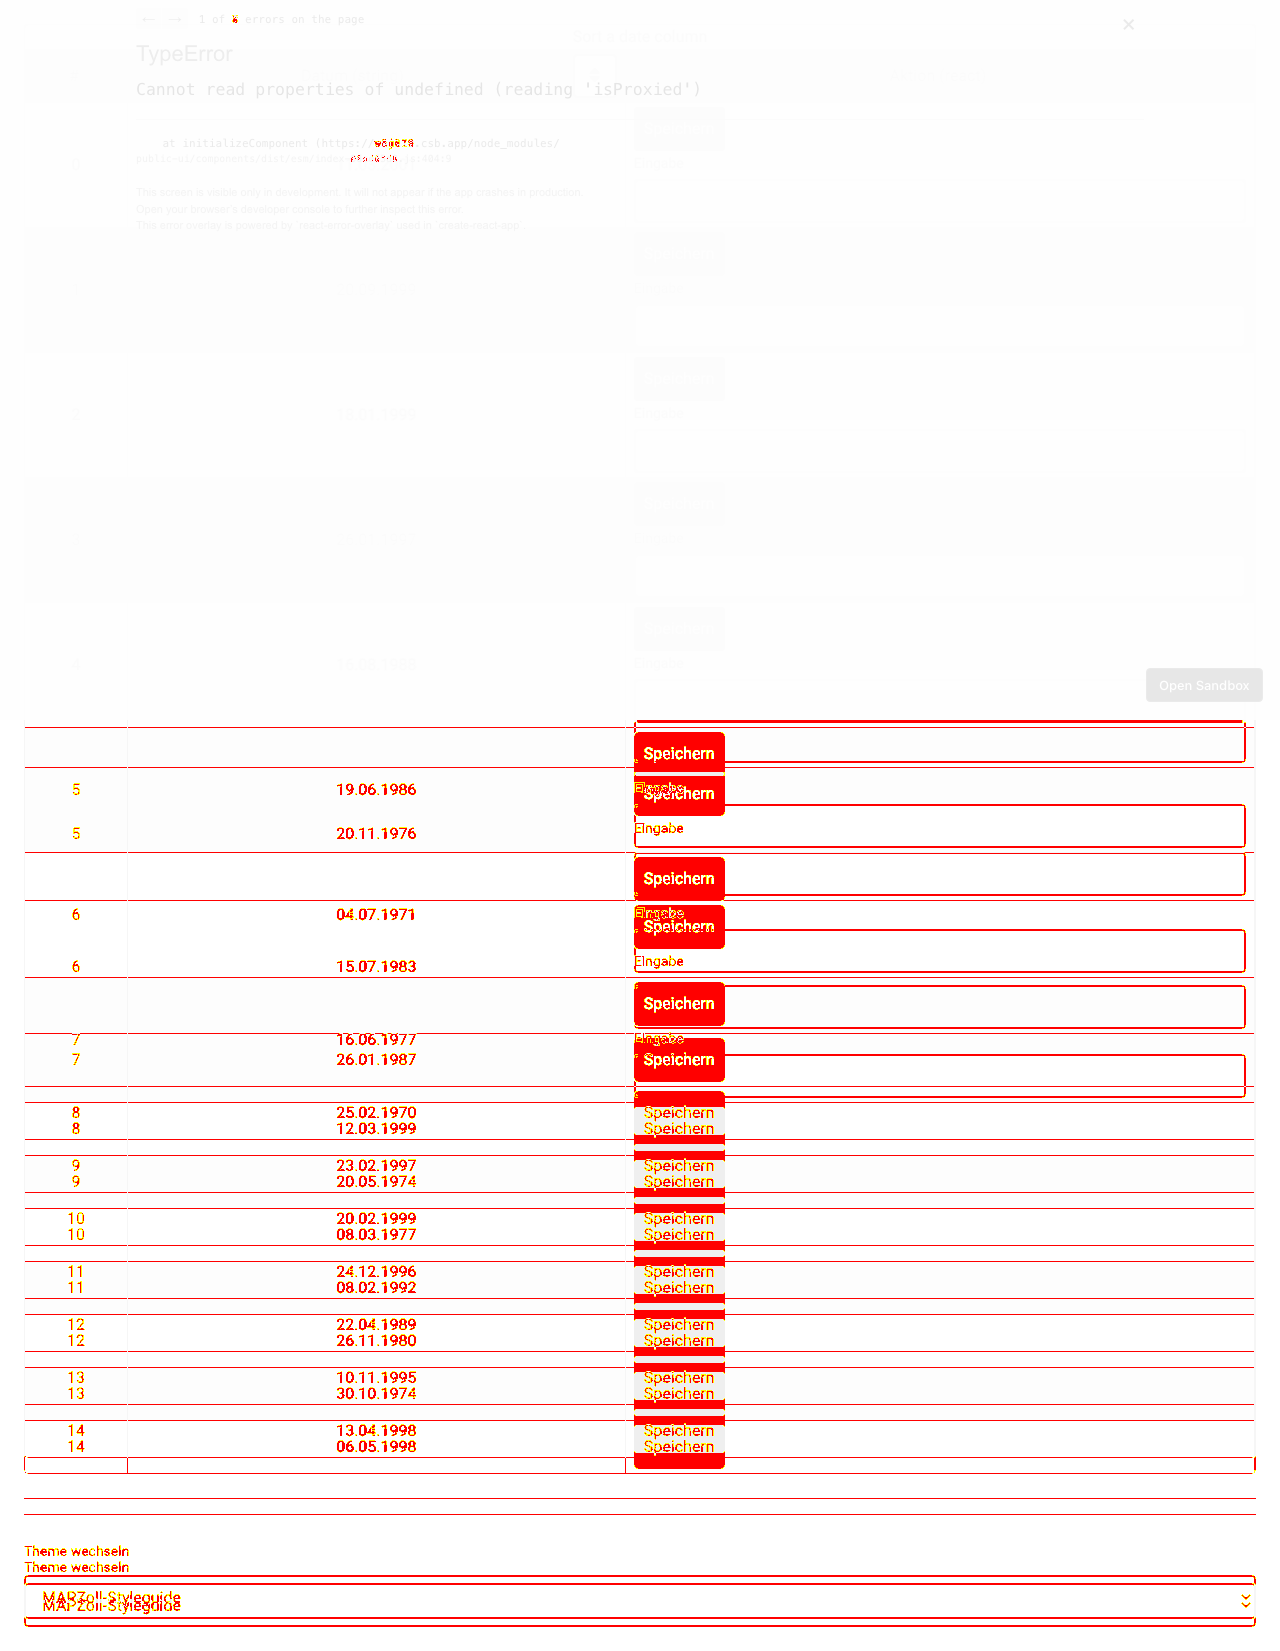 ← → 1 of errors on the page
TypeError
Cannot read properties of undefined (reading 'isProxied')
at initializeComponent (https:/ .csb.app/node_modules/
This screen is visible only in development. It will not appear if the app crashes in production.
Open your browser's developer console to further inspect this error.
This error overlay is powered by `react-error-overlay` used in `create-react-app`.
Open Sandbox
Speichern
5 19.06.1986 Eingabe
Speichern
5 20.11.1976 Eingabe
Speichern
6 04.07.1971 Eingabe
Speichern
6 15.07.1983 Eingabe
Speichern
7 16.06.1977 Eingabe
7 26.01.1987 Speichern
8 25.02.1970 Speichern
8 12.03.1999 Speichern
9 23.02.1997 Speichern
9 20.05.1974 Speichern
10 20.02.1999 Speichern
10 08.03.1977 Speichern
11 24.12.1996 Speichern
11 08.02.1992 Speichern
12 22.04.1989 Speichern
12 26.11.1980 Speichern
13 10.11.1995 Speichern
13 30.10.1974 Speichern
14 13.04.1998 Speichern
14 06.05.1998 Speichern
Theme wechseln
Theme wechseln
MAPZoll-Styleguide
MAPZoll-Styleguide